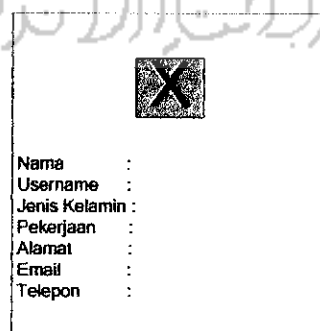 Nama :
Username :
Jenis Kelamin :
Pekerjaan :
Alamat :
Email :
Telepon :